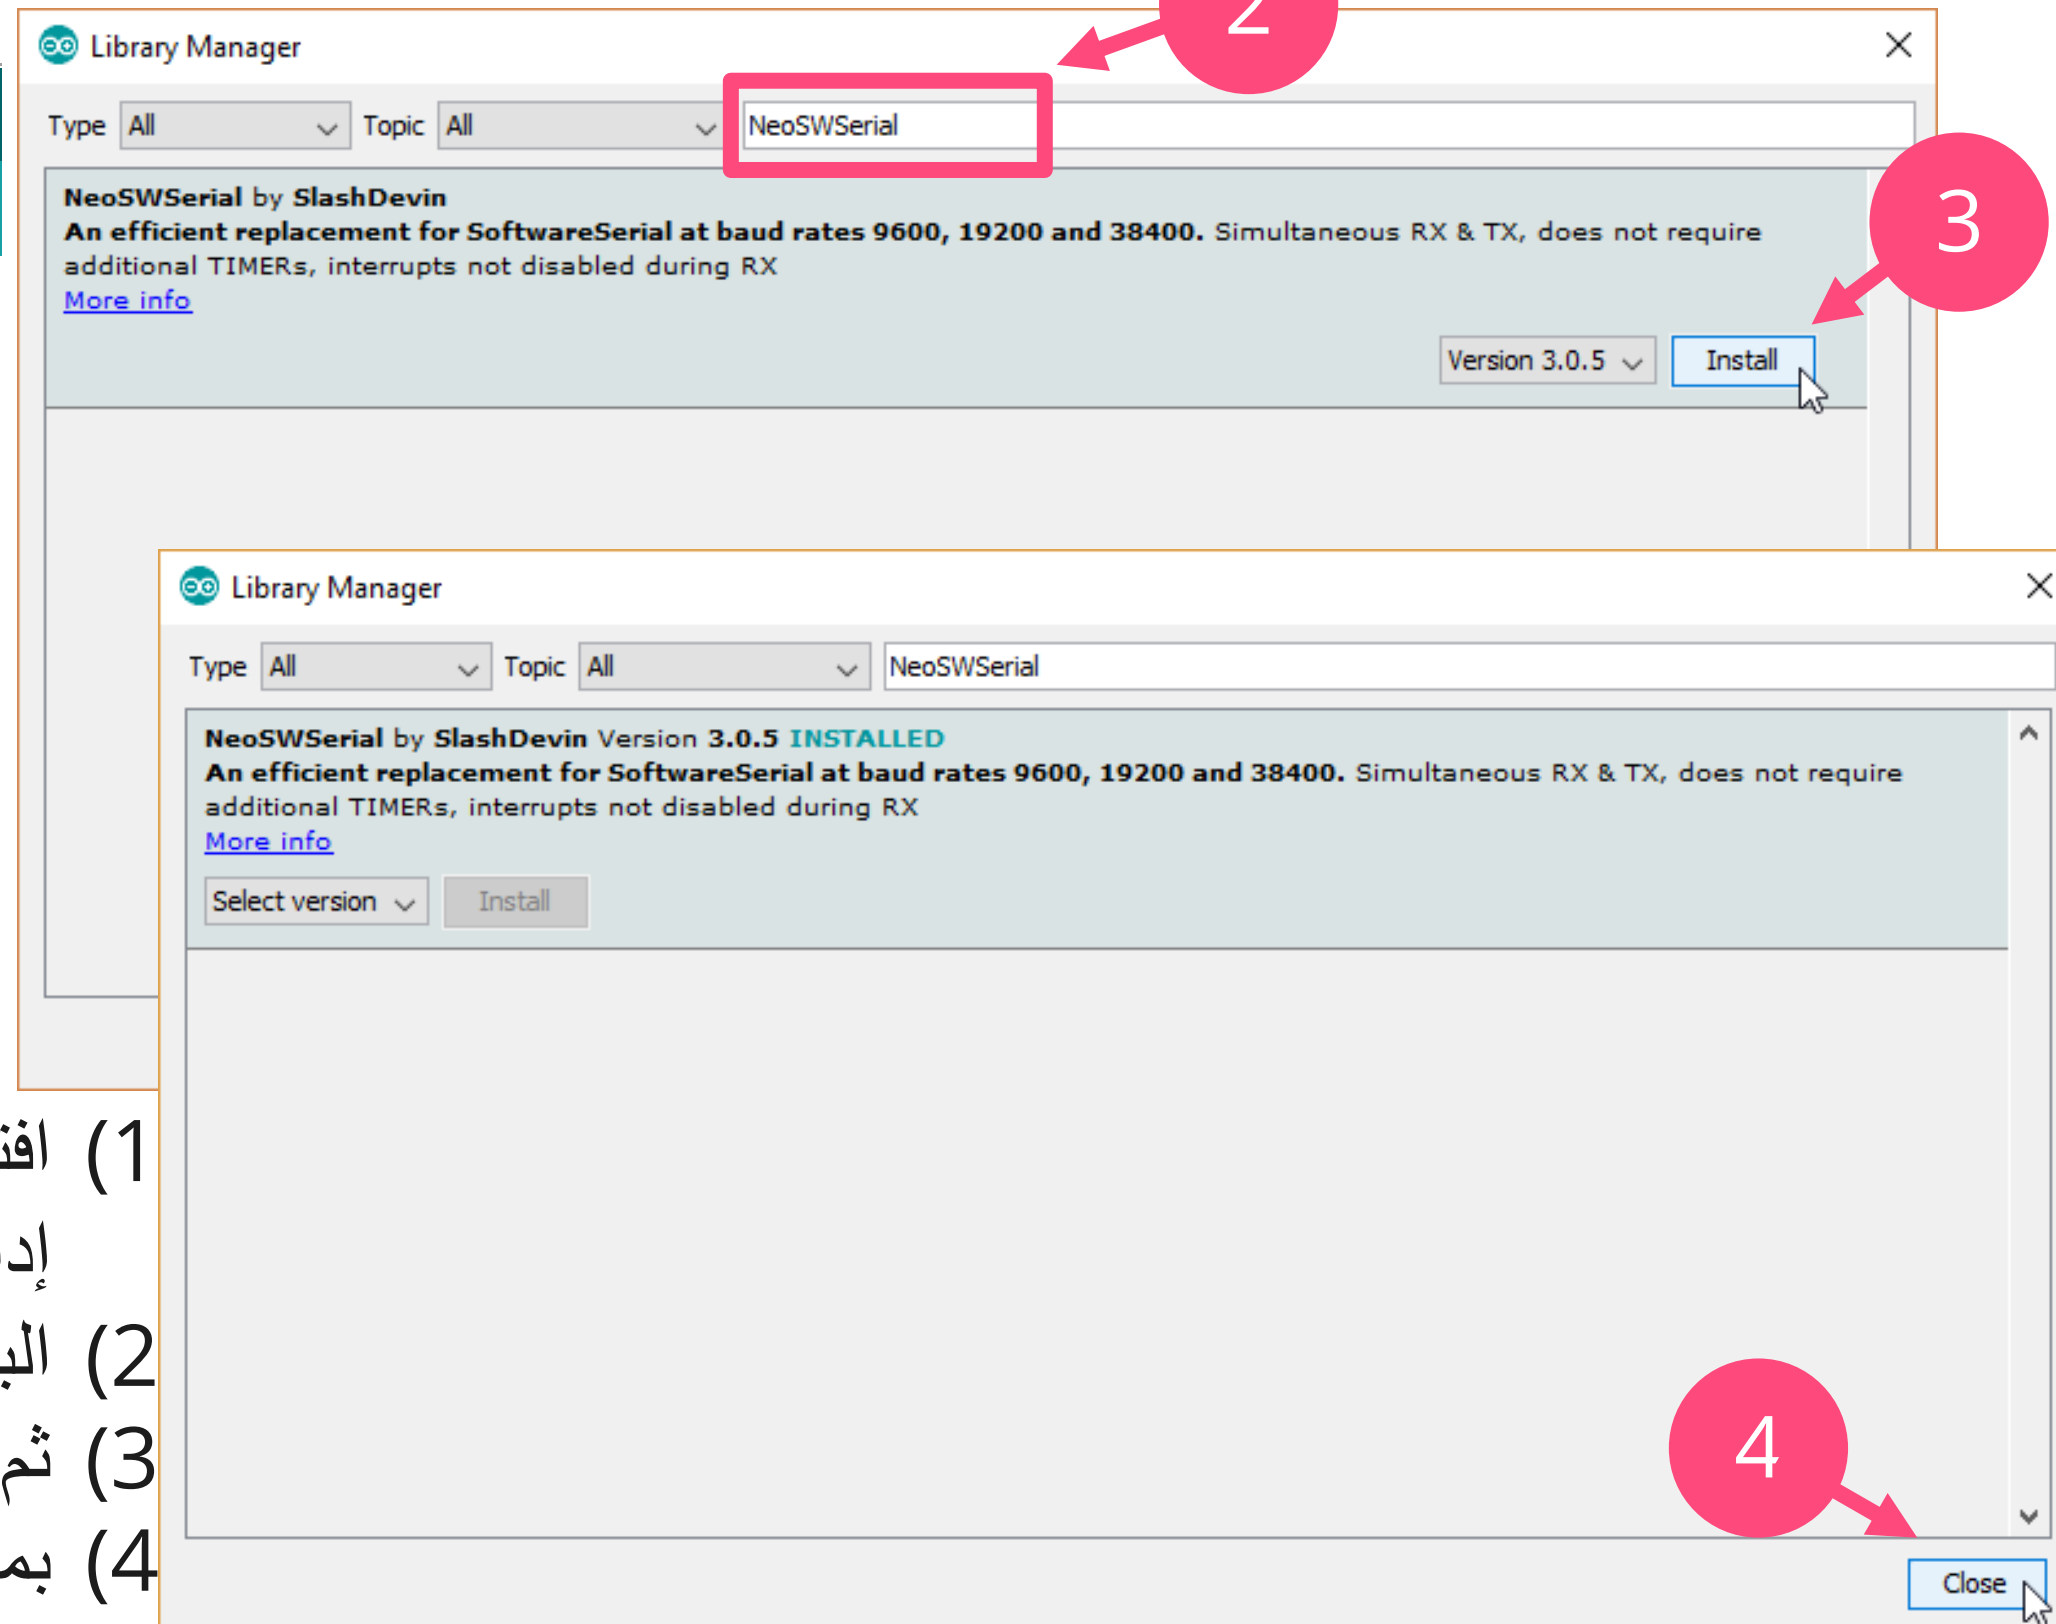 2
Library Manager
Type All Topic All NeoSWSerial
3
NeoSWSerial by SlashDevin
An efficient replacement for SoftwareSerial at baud rates 9600, 19200 and 38400. Simultaneous RX & TX, does not require
additional TIMERs, interrupts not disabled during RX
More info
Version 3.0.5 Install
Library Manager
Type All Topic All NeoSWSerial
NeoSWSerial by SlashDevin Version 3.0.5 INSTALLED
An efficient replacement for SoftwareSerial at baud rates 9600, 19200 and 38400. Simultaneous RX & TX, does not require
additional TIMERs, interrupts not disabled during RX
More info
Select version Install
4
Close
(1
(2
(3 ثم
(4